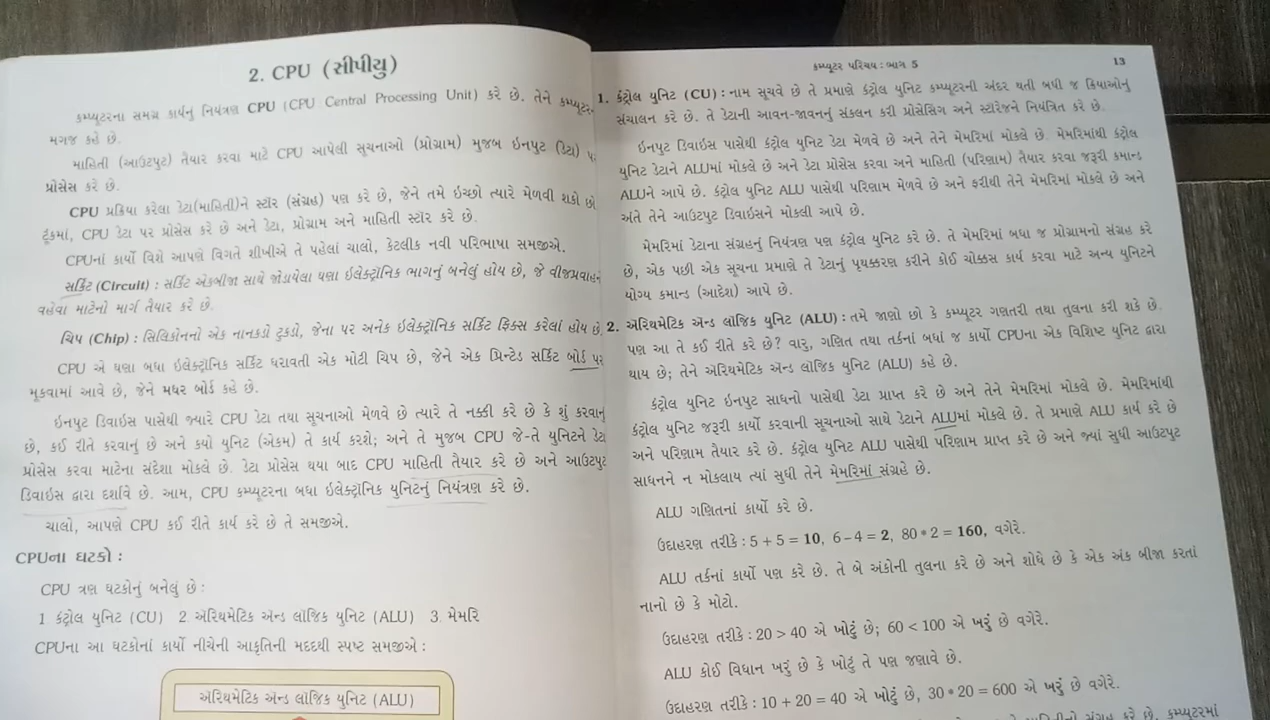 2. CPU (સીપીયુ)
કમ્પ્યૂટરના સમગ્ર કાર્યનું નિયંત્રણ CPU (CPU Central Processing Unit) કરે છે. તેને કમ્પ્યૂટર
મગજ કહે છે.
માહિતી (આઉટપુટ) તૈયાર કરવા માટે CPU આપેલી સૂચનાઓ (પ્રોગ્રામ) મુજબ ઇનપુટ (ડેટા)
પ્રોસેસ કરે છે.
CPU પ્રક્રિયા કરેલા ડેટા(માહિતી)ને સ્ટૉર (સંગ્રહ) પણ કરે છે, જેને તમે ઇચ્છો ત્યારે મેળવી શકો છો.
ટૂંકમાં, CPU ડેટા પર પ્રોસેસ કરે છે અને ડેટા, પ્રોગ્રામ અને માહિતી સ્ટૉર કરે છે.
CPUનાં કાર્યો વિશે આપણે વિગતે શીખીએ તે પહેલાં ચાલો, કેટલીક નવી પરિભાષા સમજીએ.
સર્કિટ (Circuit) : સર્કિટ એકબીજા સાથે જોડાયેલા ઘણા ઇલેક્ટ્રૉનિક ભાગનું બનેલું હોય છે, જે વીજપ્રવાહને
વહેવા માટેનો માર્ગ તૈયાર કરે છે.
ચિપ (Chip) : સિલિકોનનો એક નાનકડો ટુકડો, જેના પર અનેક ઇલેક્ટ્રૉનિક સર્કિટ ફિક્સ કરેલાં હોય છે.
CPU એ ઘણા બધા ઇલેક્ટ્રૉનિક સર્કિટ ધરાવતી એક મોટી ચિપ છે, જેને એક પ્રિન્ટેડ સર્કિટ બોર્ડ પર
મૂકવામાં આવે છે, જેને મધર બોર્ડ કહે છે.
ઇનપુટ ડિવાઇસ પાસેથી જ્યારે CPU ડેટા તથા સૂચનાઓ મેળવે છે ત્યારે તે નક્કી કરે છે કે શું કરવાનું
છે, કઈ રીતે કરવાનું છે અને કયો યુનિટ (એકમ) તે કાર્ય કરશે; અને તે મુજબ CPU જે-તે યુનિટને ડેટા
પ્રોસેસ કરવા માટેના સંદેશા મોકલે છે. ડેટા પ્રોસેસ થયા બાદ CPU માહિતી તૈયાર કરે છે અને આઉટપુટ
ડિવાઇસ દ્વારા દર્શાવે છે. આમ, CPU કમ્પ્યૂટરના બધા ઇલેક્ટ્રૉનિક યુનિટનું નિયંત્રણ કરે છે.
ચાલો, આપણે CPU કઈ રીતે કાર્ય કરે છે તે સમજીએ.
CPUના ઘટકો :
CPU ત્રણ ઘટકોનું બનેલું છે :
1. કંટ્રોલ યુનિટ (CU) 2. ઍરિથમેટિક ઍન્ડ લૉજિક યુનિટ (ALU) 3. મેમરિ
CPUના આ ઘટકોનાં કાર્યો નીચેની આકૃતિની મદદથી સ્પષ્ટ સમજીએ :
ઍરિથમેટિક ઍન્ડ લૉજિક યુનિટ (ALU)
કમ્પ્યૂટર પરિચય : ભાગ 5 13
1. કંટ્રોલ યુનિટ (CU) : નામ સૂચવે છે તે પ્રમાણે કંટ્રોલ યુનિટ કમ્પ્યૂટરની અંદર થતી બધી જ ક્રિયાઓનું
સંચાલન કરે છે. તે ડેટાની આવન-જાવનનું સંકલન કરી પ્રોસેસિંગ અને સ્ટૉરેજને નિયંત્રિત કરે છે.
ઇનપુટ ડિવાઇસ પાસેથી કંટ્રોલ યુનિટ ડેટા મેળવે છે અને તેને મેમરિમાં મોકલે છે. મેમરિમાંથી કંટ્રોલ
યુનિટ ડેટાને ALUમાં મોકલે છે અને ડેટા પ્રોસેસ કરવા અને માહિતી (પરિણામ) તૈયાર કરવા જરૂરી કમાન્ડ
ALUને આપે છે. કંટ્રોલ યુનિટ ALU પાસેથી પરિણામ મેળવે છે અને ફરીથી તેને મેમરિમાં મોકલે છે અને
અંતે તેને આઉટપુટ ડિવાઇસને મોકલી આપે છે.
મેમરિમાં ડેટાના સંગ્રહનું નિયંત્રણ પણ કંટ્રોલ યુનિટ કરે છે. તે મેમરિમાં બધા જ પ્રોગ્રામનો સંગ્રહ કરે
છે, એક પછી એક સૂચના પ્રમાણે તે ડેટાનું પૃથક્કરણ કરીને કોઈ ચોક્કસ કાર્ય કરવા માટે અન્ય યુનિટને
યોગ્ય કમાન્ડ (આદેશ) આપે છે.
2. ઍરિથમેટિક ઍન્ડ લૉજિક યુનિટ (ALU) : તમે જાણો છો કે કમ્પ્યૂટર ગણતરી તથા તુલના કરી શકે છે.
પણ આ તે કઈ રીતે કરે છે? વારુ, ગણિત તથા તર્કનાં બધાં જ કાર્યો CPUના એક વિશિષ્ટ યુનિટ દ્વારા
થાય છે; તેને ઍરિથમેટિક ઍન્ડ લૉજિક યુનિટ (ALU) કહે છે.
કંટ્રોલ યુનિટ ઇનપુટ સાધનો પાસેથી ડેટા પ્રાપ્ત કરે છે અને તેને મેમરિમાં મોકલે છે. મેમરિમાંથી
કંટ્રોલ યુનિટ જરૂરી કાર્યો કરવાની સૂચનાઓ સાથે ડેટાને ALUમાં મોકલે છે. તે પ્રમાણે ALU કાર્ય કરે છે
અને પરિણામ તૈયાર કરે છે. કંટ્રોલ યુનિટ ALU પાસેથી પરિણામ પ્રાપ્ત કરે છે અને જ્યાં સુધી આઉટપુટ
સાધનને ન મોકલાય ત્યાં સુધી તેને મેમરિમાં સંગ્રહે છે.
ALU ગણિતનાં કાર્યો કરે છે.
ઉદાહરણ તરીકે : 5 + 5 = 10, 6 – 4 = 2, 80 * 2 = 160, વગેરે.
ALU તર્કનાં કાર્યો પણ કરે છે. તે બે અંકોની તુલના કરે છે અને શોધે છે કે એક અંક બીજા કરતાં
નાનો છે કે મોટો.
ઉદાહરણ તરીકે : 20 > 40 એ ખોટું છે; 60 < 100 એ ખરું છે વગેરે.
ALU કોઈ વિધાન ખરું છે કે ખોટું તે પણ જણાવે છે.
ઉદાહરણ તરીકે : 10 + 20 = 40 એ ખોટું છે, 30 * 20 = 600 એ ખરું છે વગેરે.
સંગ્રહ કરે છે. કમ્પ્યૂટરમાં